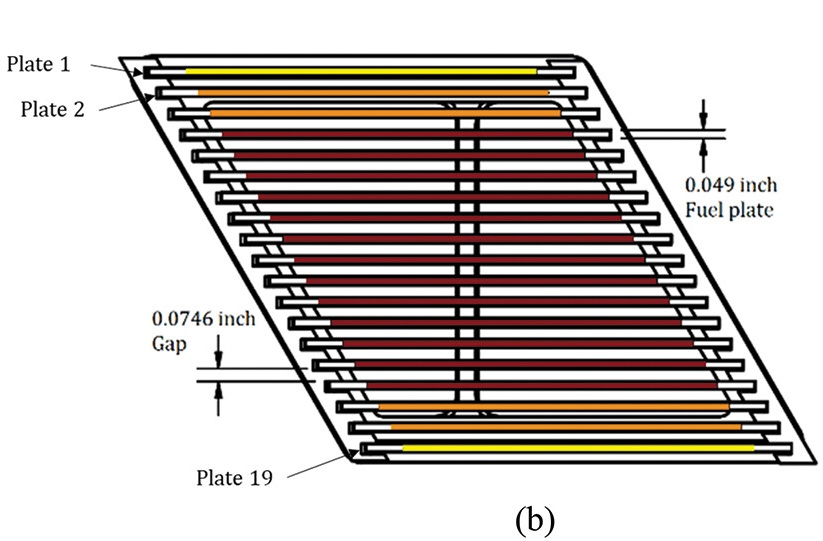 Plate 1
Plate 2
0.049 inch
Fuel plate
0.0746 inch
Gap
Plate 19
(b)